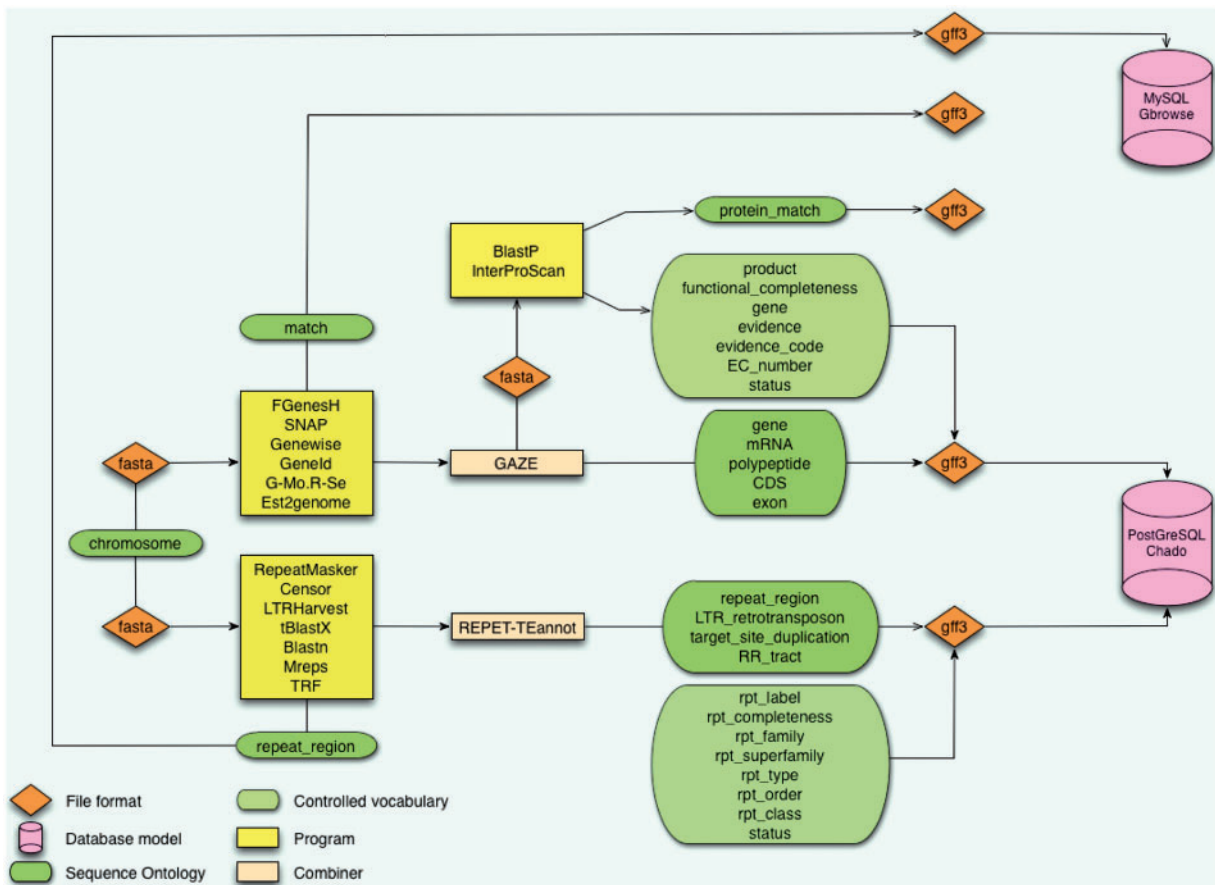 gff3
MySQL
Gbrowse
gff3
protein_match
gff3
BlastP
InterProScan
product
functional_completeness
gene
evidence
evidence_code
EC_number
status
match
fasta
FGenesH
SNAP
Genewise
GeneId
G-Mo.R-Se
Est2genome
fasta
GAZE
gene
mRNA
polypeptide
CDS
exon
gff3
chromosome
PostGreSQL
Chado
RepeatMasker
Censor
LTRHarvest
tBlastX
Blastn
Mreps
TRF
fasta
REPET-TEannot
repeat_region
LTR_retrotransposon
target_site_duplication
RR_tract
gff3
rpt_label
rpt_completeness
rpt_family
rpt_superfamily
rpt_type
rpt_order
rpt_class
status
repeat_region
File format
Controlled vocabulary
Database model
Program
Sequence Ontology
Combiner